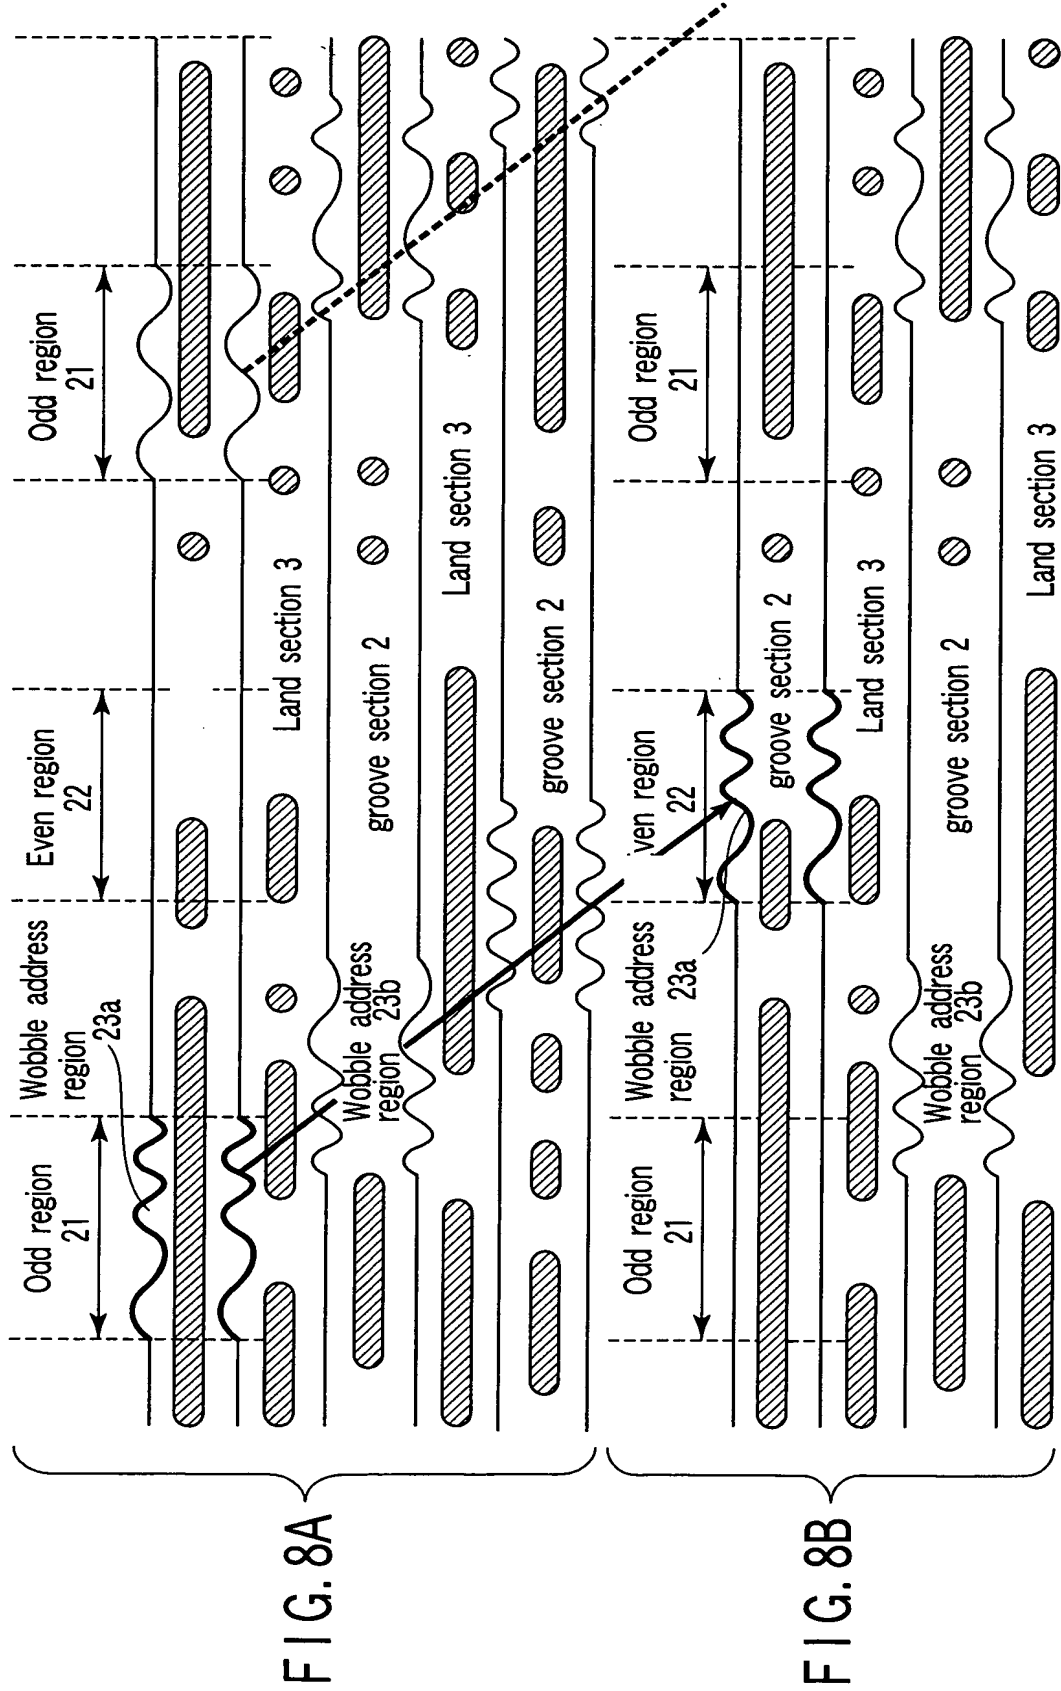 FIG. 8A
Odd region
21
Wobble address
region
23a
Even region
22
Odd region
21
Land section 3
Wobble address
region
23b
groove section 2
Land section 3
groove section 2
FIG. 8B
Odd region
21
Wobble address
region
23a
ven region
22
Odd region
21
groove section 2
Land section 3
Wobble address
region
23b
groove section 2
Land section 3